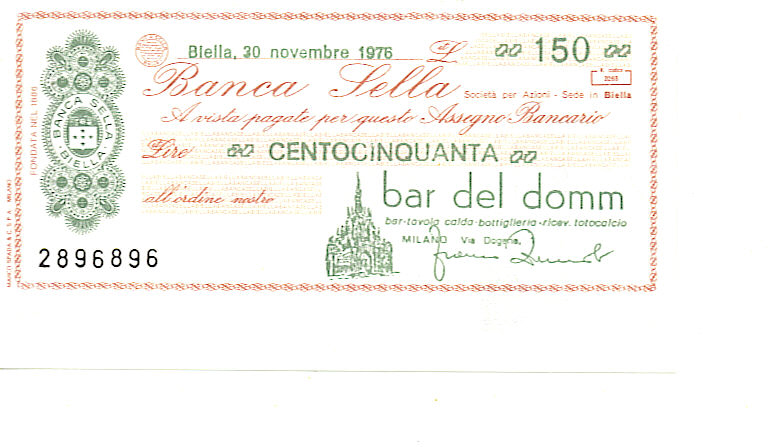 Biella, 30 novembre 1976 £ 150
Banca Sella Società per Azioni - Sede in Biella
A vista pagate per questo Assegno Bancario
Lire CENTOCINQUANTA
all'ordine nostro
bar del domm
bar-tavola calda-bottiglieria-ricev. totocalcio
MILANO Via Dogana,
2896896
BANCA SELLA
BIELLA
FONDATA NEL 1886